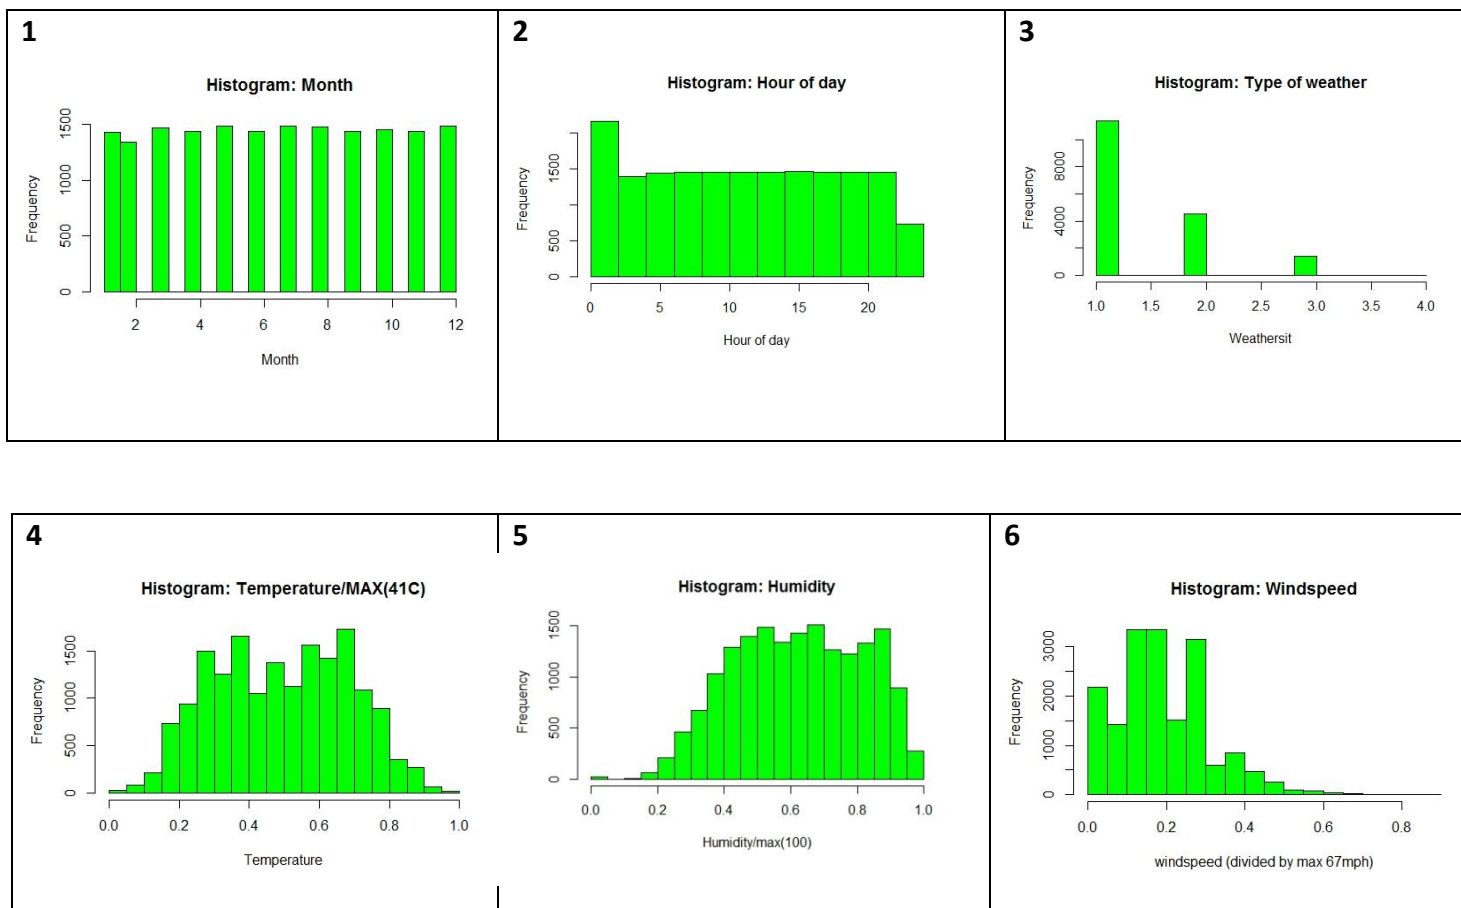 1
Histogram: Month
Frequency
1500
1000
500
0
2 4 6 8 10 12
Month
2
Histogram: Hour of day
Frequency
1500
500
0
0 5 10 15 20
Hour of day
3
Histogram: Type of weather
Frequency
8000
4000
0
1.0 1.5 2.0 2.5 3.0 3.5 4.0
Weathersit
4
Histogram: Temperature/MAX(41C)
Frequency
1500
1000
500
0
0.0 0.2 0.4 0.6 0.8 1.0
Temperature
5
Histogram: Humidity
Frequency
1500
1000
500
0
0.0 0.2 0.4 0.6 0.8 1.0
Humidity/max(100)
6
Histogram: Windspeed
Frequency
3000
2000
1000
0
0.0 0.2 0.4 0.6 0.8
windspeed (divided by max 67mph)